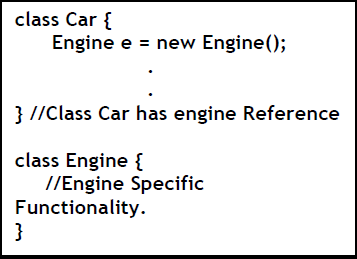 class Car {
Engine e = new Engine();
.
.
} //Class Car has engine Reference
class Engine {
//Engine Specific
Functionality.
}